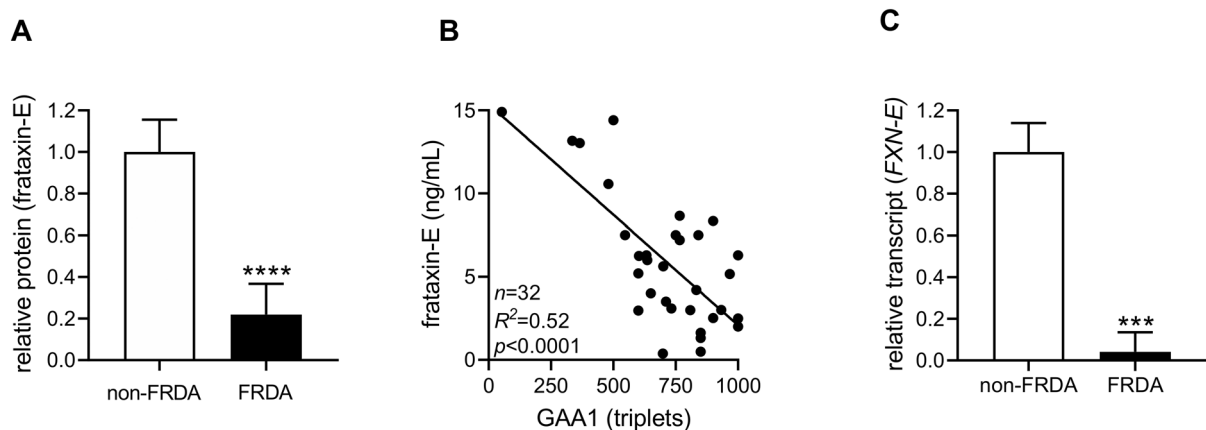 A
relative protein (frataxin-E)
1.2
1.0
0.8
0.6
0.4
0.2
0.0
****
non-FRDA FRDA
B
frataxin-E (ng/mL)
15
10
5
0
n=32
R²=0.52
p<0.0001
0 250 500 750 1000
GAA1 (triplets)
C
relative transcript (FXN-E)
1.2
1.0
0.8
0.6
0.4
0.2
0.0
***
non-FRDA FRDA